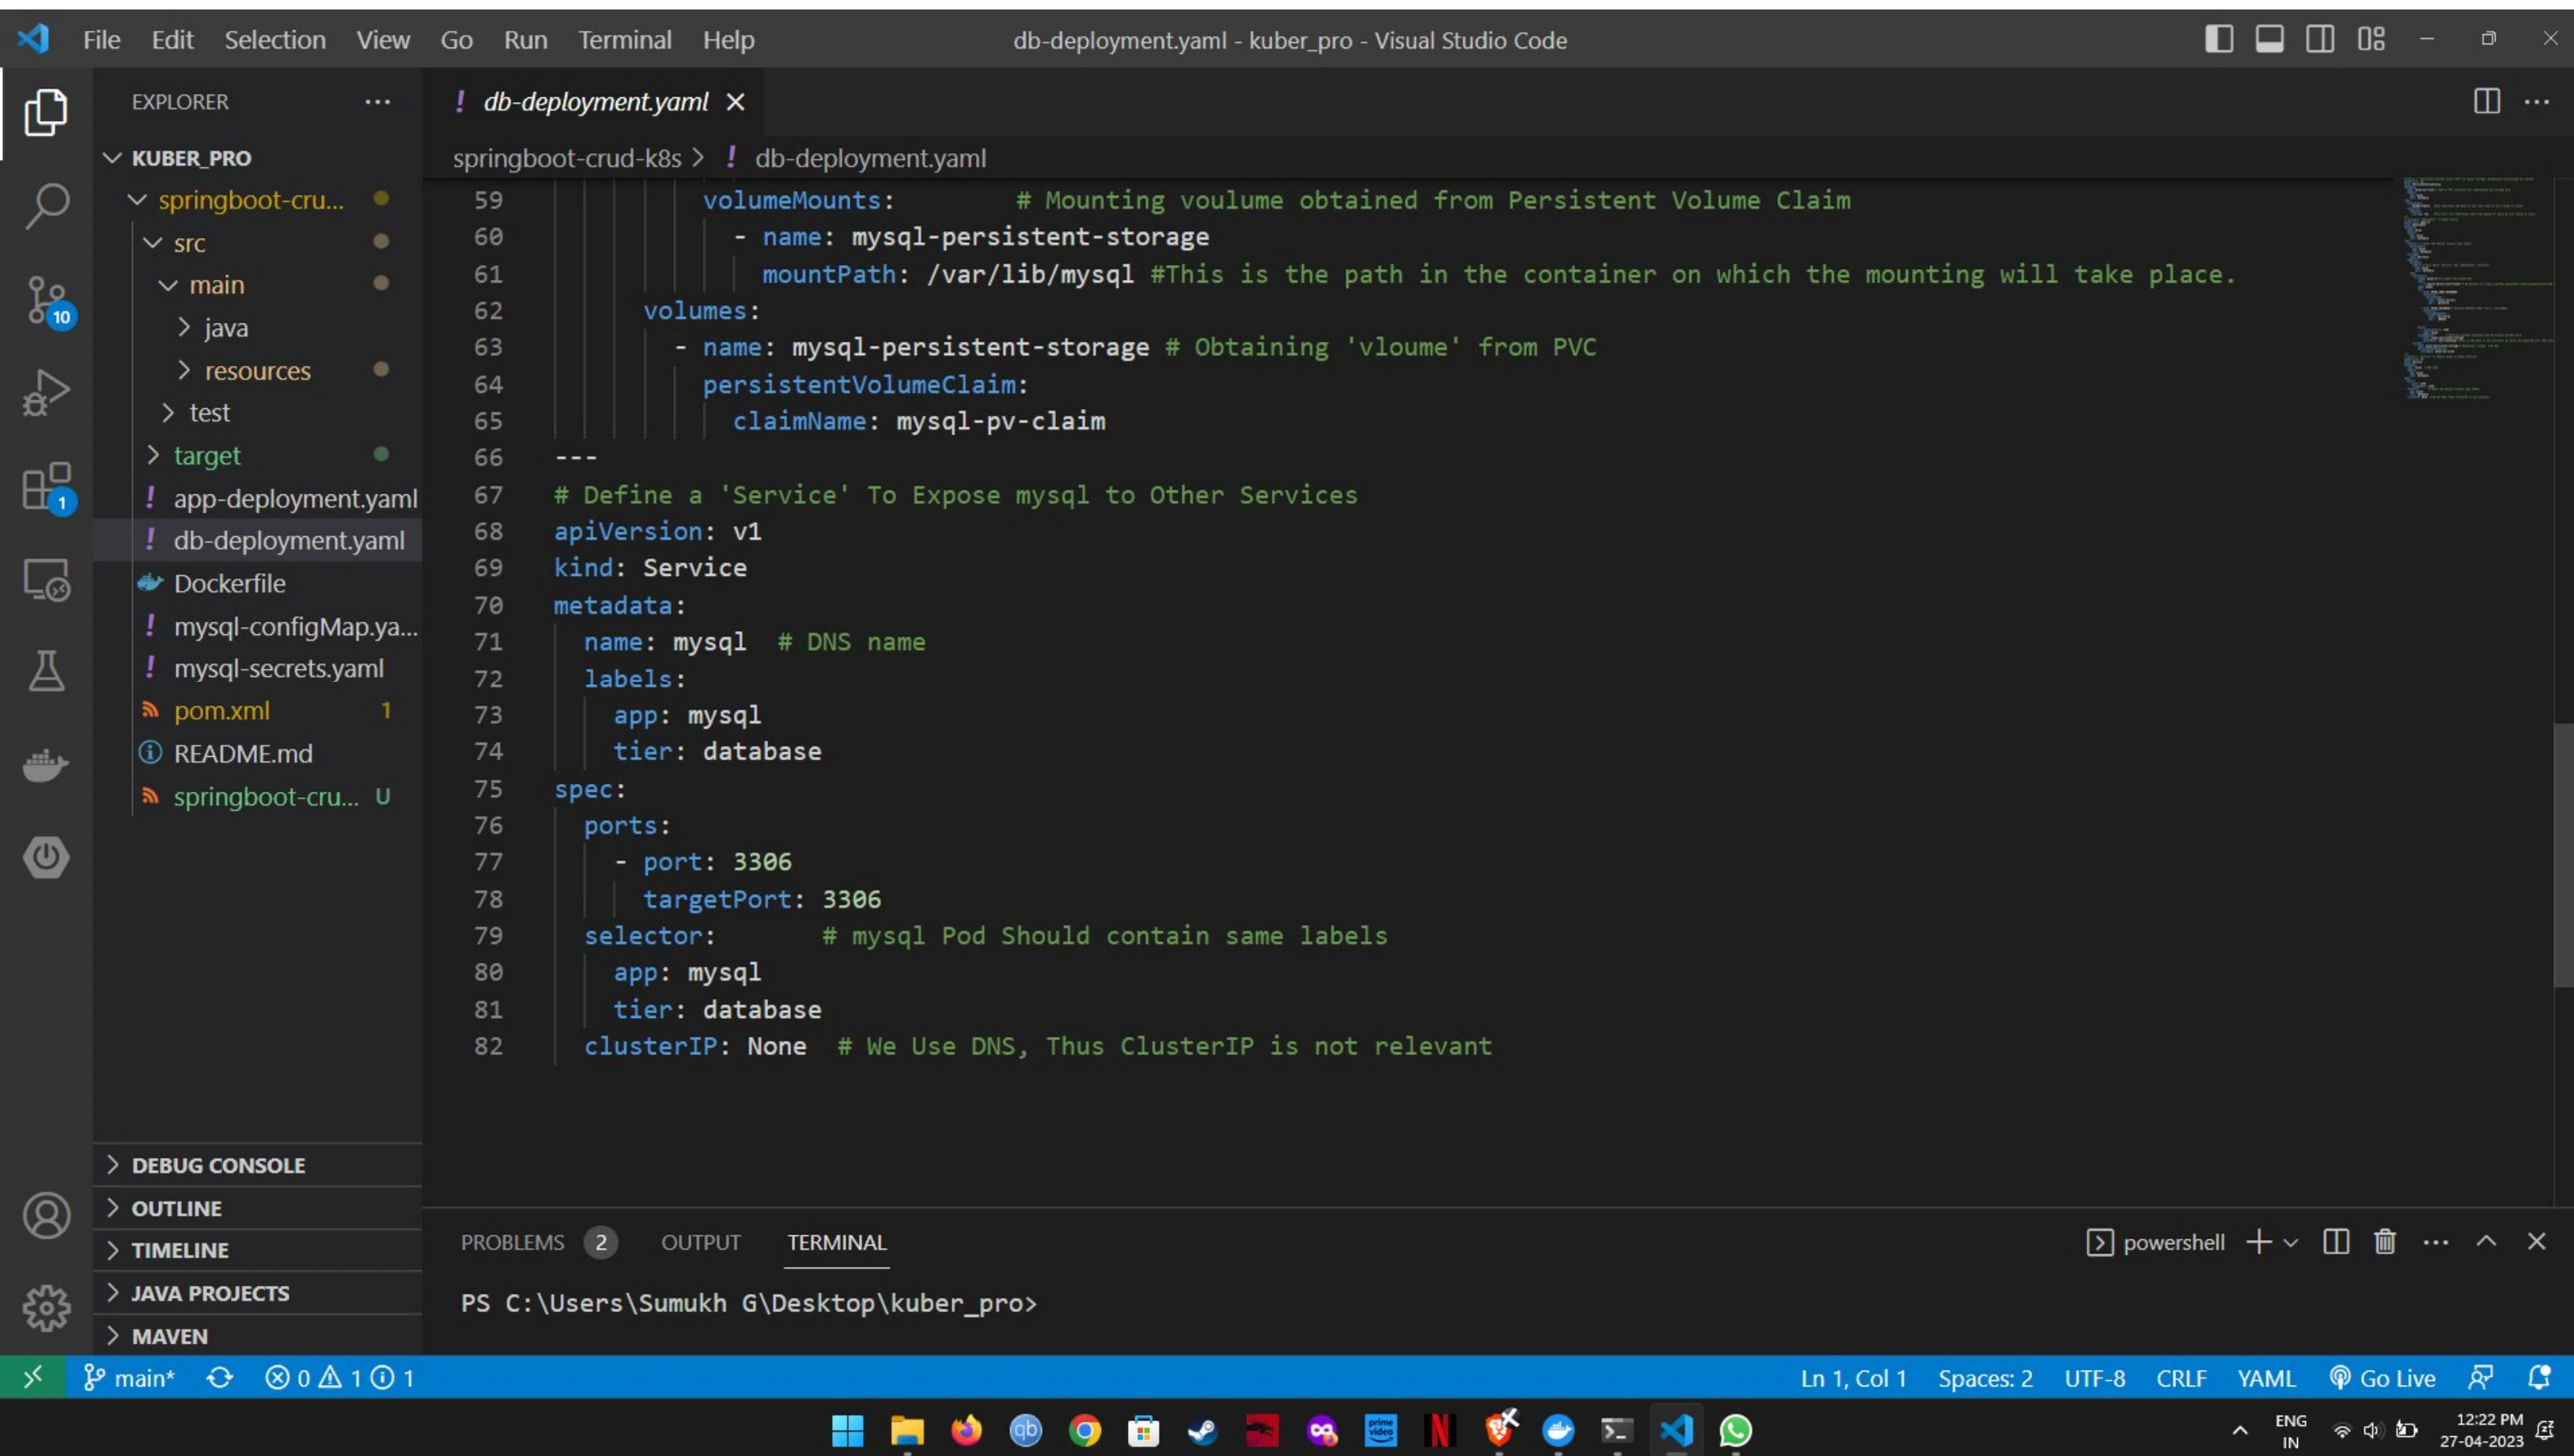 File Edit Selection View Go Run Terminal Help
db-deployment.yaml - kuber_pro - Visual Studio Code
EXPLORER
KUBER_PRO
springboot-cru...
src
main
java
resources
test
target
app-deployment.yaml
db-deployment.yaml
Dockerfile
mysql-configMap.ya...
mysql-secrets.yaml
pom.xml 1
README.md
springboot-cru... U
10
1
DEBUG CONSOLE
OUTLINE
TIMELINE
JAVA PROJECTS
MAVEN
! db-deployment.yaml
springboot-crud-k8s > ! db-deployment.yaml
59 volumeMounts: # Mounting voulume obtained from Persistent Volume Claim
60 - name: mysql-persistent-storage
61 mountPath: /var/lib/mysql #This is the path in the container on which the mounting will take place.
62 volumes:
63 - name: mysql-persistent-storage # Obtaining 'vloume' from PVC
64 persistentVolumeClaim:
65 claimName: mysql-pv-claim
66 ---
67 # Define a 'Service' To Expose mysql to Other Services
68 apiVersion: v1
69 kind: Service
70 metadata:
71 name: mysql # DNS name
72 labels:
73 app: mysql
74 tier: database
75 spec:
76 ports:
77 - port: 3306
78 targetPort: 3306
79 selector: # mysql Pod Should contain same labels
80 app: mysql
81 tier: database
82 clusterIP: None # We Use DNS, Thus ClusterIP is not relevant
PROBLEMS 2 OUTPUT TERMINAL
powershell
PS C:\Users\Sumukh G\Desktop\kuber_pro>
main* 0 1 1
Ln 1, Col 1 Spaces: 2 UTF-8 CRLF YAML Go Live
qb
prime video
N
ENG
IN
12:22 PM
27-04-2023